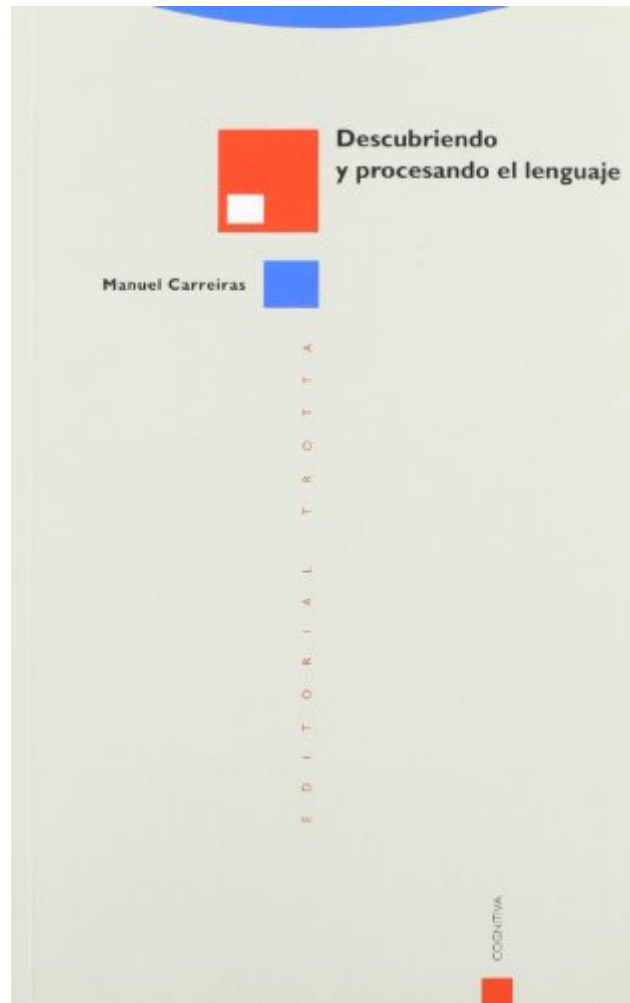 Descubriendo
y procesando el lenguaje
Manuel Carreiras
EDITORIAL TROTTA
COGNITIVA